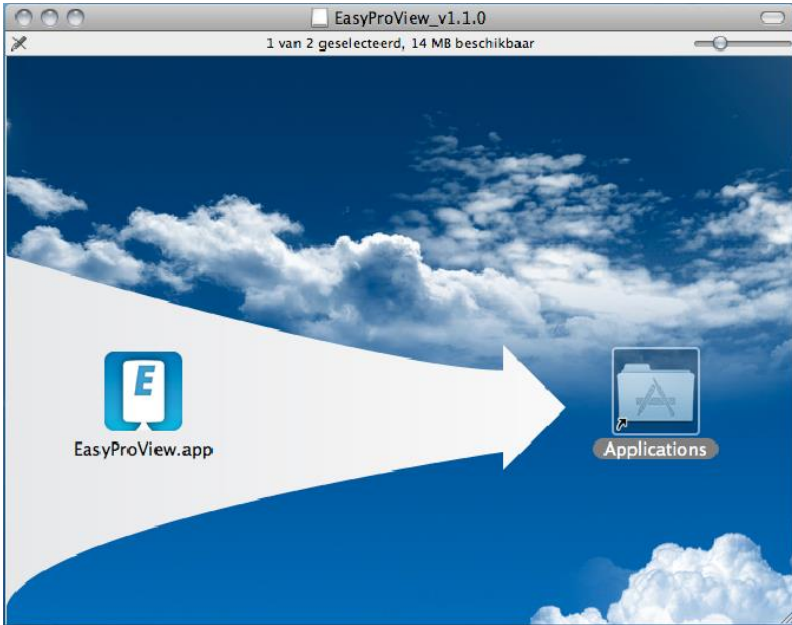 EasyProView_v1.1.0
1 van 2 geselecteerd, 14 MB beschikbaar
E
EasyProView.app
Applications